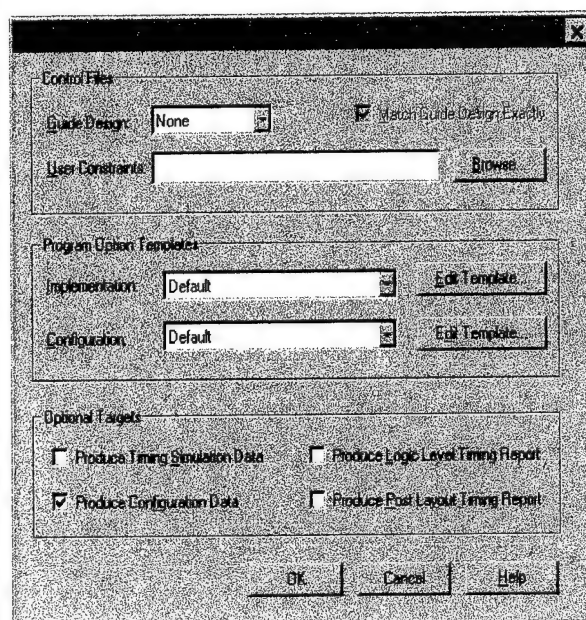 Control Files
Guide Design: None Match Guide Design Exactly
User Constraints: Browse...
Program Option Templates
Implementation: Default Edit Template...
Configuration: Default Edit Template...
Optional Targets
Produce Timing Simulation Data Produce Logic Level Timing Report
Produce Configuration Data Produce Post Layout Timing Report
OK Cancel Help